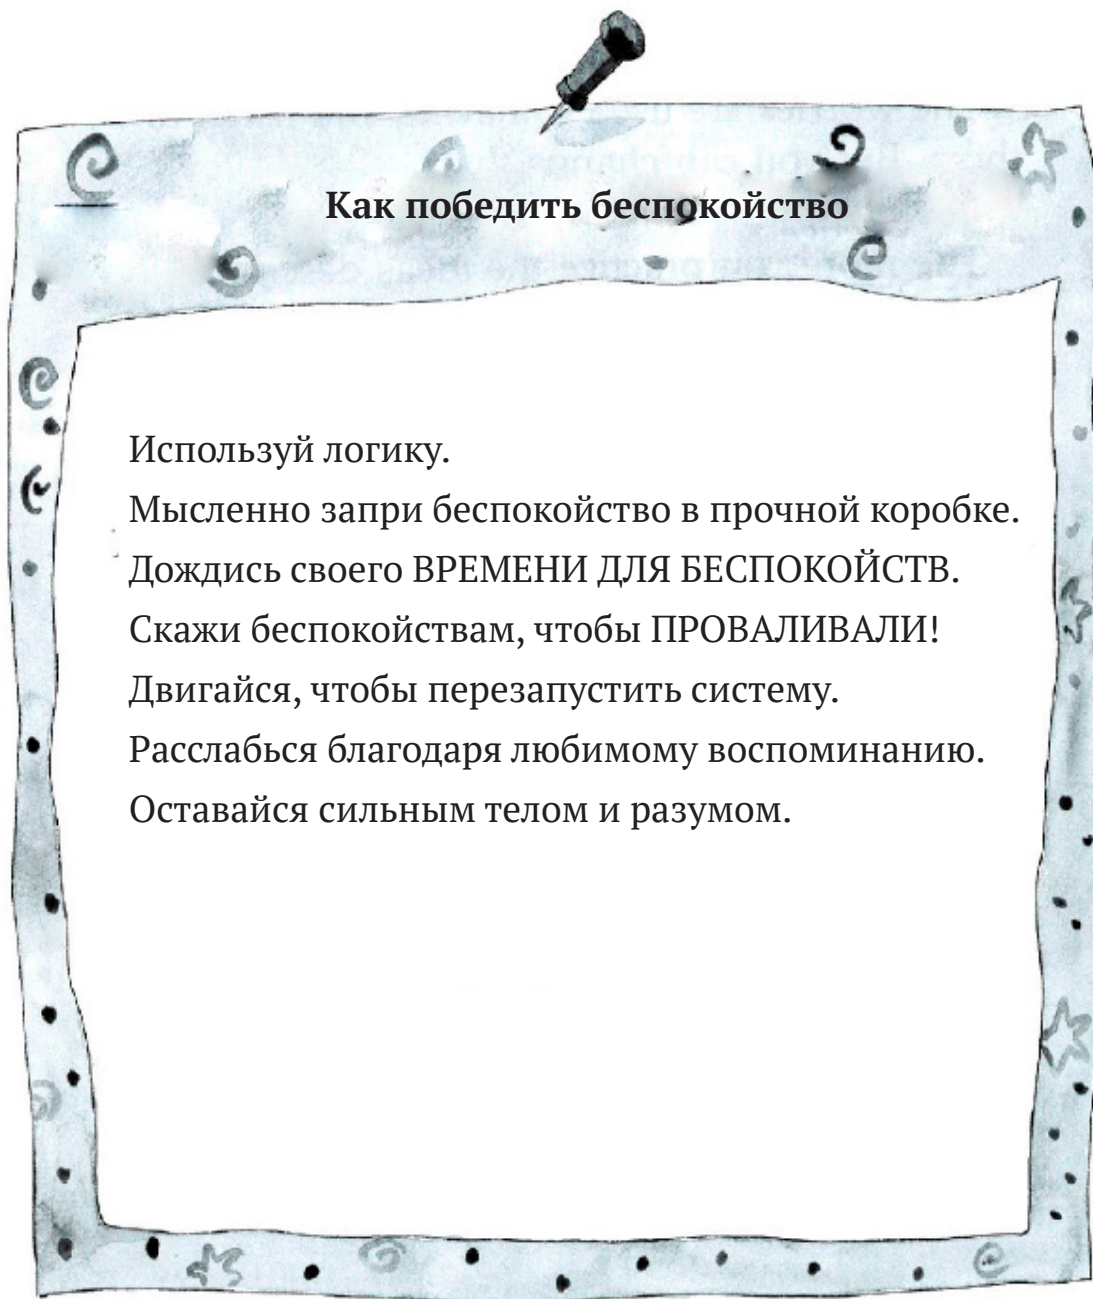 Как победить беспокойство
Используй логику.
Мысленно запри беспокойство в прочной коробке.
Дождись своего ВРЕМЕНИ ДЛЯ БЕСПОКОЙСТВ.
Скажи беспокойствам, чтобы ПРОВАЛИВАЛИ!
Двигайся, чтобы перезапустить систему.
Расслабься благодаря любимому воспоминанию.
Оставайся сильным телом и разумом.